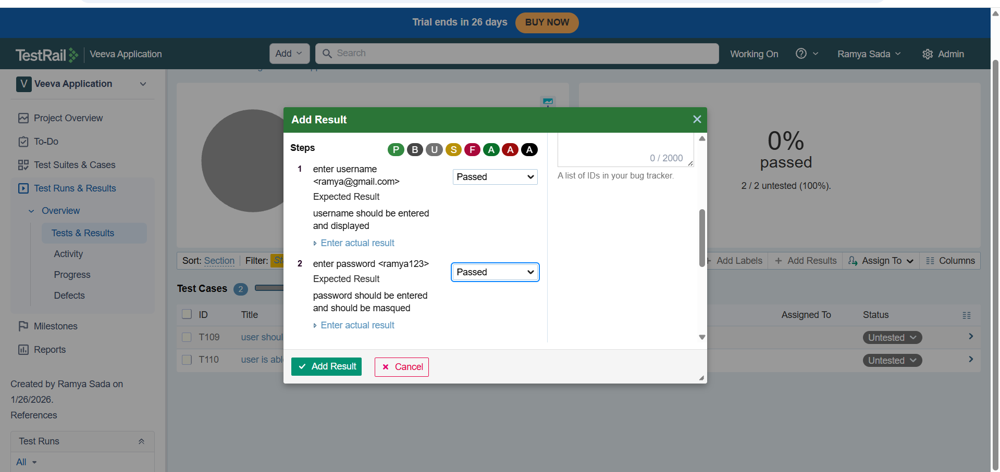 Trial ends in 26 days
BUY NOW
TestRail
Veeva Application
Add
Search
Working On
Ramya Sada
Admin
V Veeva Application
Project Overview
To-Do
Test Suites & Cases
Test Runs & Results
Overview
Tests & Results
Activity
Progress
Defects
Milestones
Reports
Created by Ramya Sada on
1/26/2026.
References
Test Runs
All
Add Result
Steps
P B U S F A A A
1 enter username
<ramya@gmail.com>
Passed
Expected Result
username should be entered
and displayed
Enter actual result
2 enter password <ramya123>
Passed
Expected Result
password should be entered
and should be masqued
Enter actual result
0 / 2000
A list of IDs in your bug tracker.
Add Result
Cancel
0%
passed
2 / 2 untested (100%).
Sort: Section
Filter:
Add Labels
Add Results
Assign To
Columns
Test Cases 2
ID Title Assigned To Status
T109 user Untested
T110 user is Untested